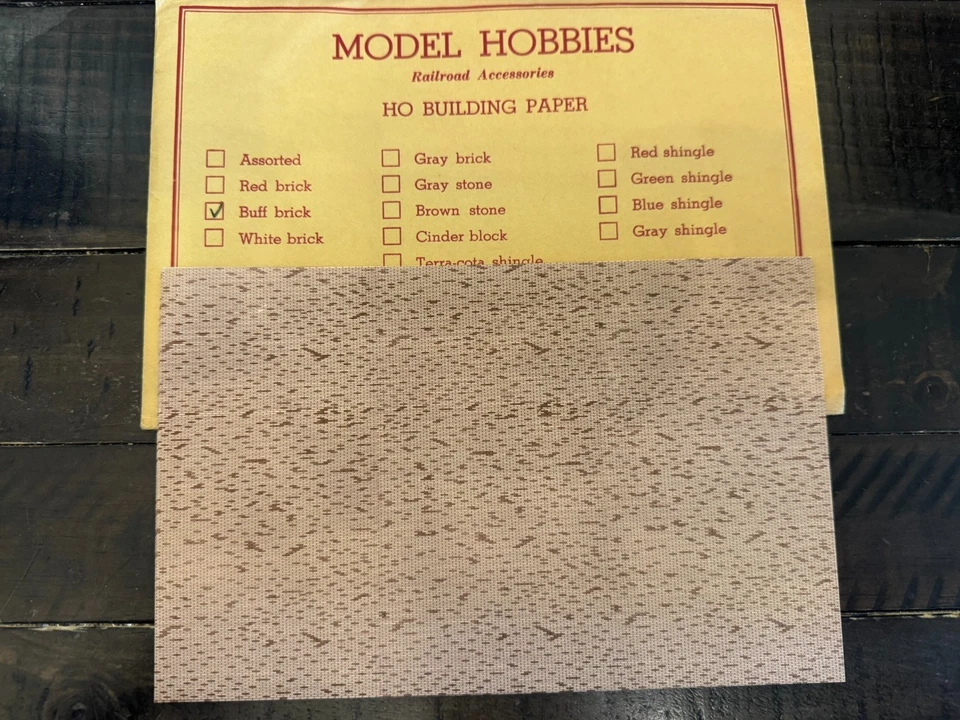 MODEL HOBBIES
Railroad Accessories
HO BUILDING PAPER
Assorted
Red brick
Buff brick
White brick
Gray brick
Gray stone
Brown stone
Cinder block
Terra-cota shingle
Red shingle
Green shingle
Blue shingle
Gray shingle